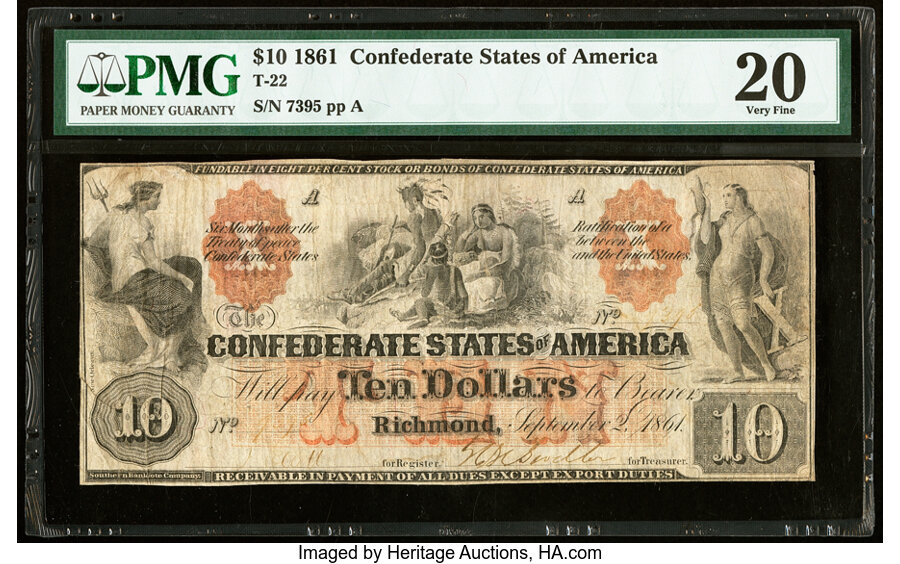 PMG
PAPER MONEY GUARANTY
$10 1861 Confederate States of America
T-22
S/N 7395 pp A
20
Very Fine
FUNDABLE IN EIGHT PER CENT STOCK OR BONDS OF CONFEDERATE STATES OF AMERICA
A
A
Six Months after the
Treaty of peace
Confederate States
Ratification of a
between the
and the United States.
The
No
CONFEDERATE STATES OF AMERICA
TEN
Will pay Ten Dollars to Bearer
No
Richmond, September 2, 1861.
for Register.
for Treasurer.
10
10
Southern Bank Note Company.
RECEIVABLE IN PAYMENT OF ALL DUES EXCEPT EXPORT DUTIES
Imaged by Heritage Auctions, HA.com